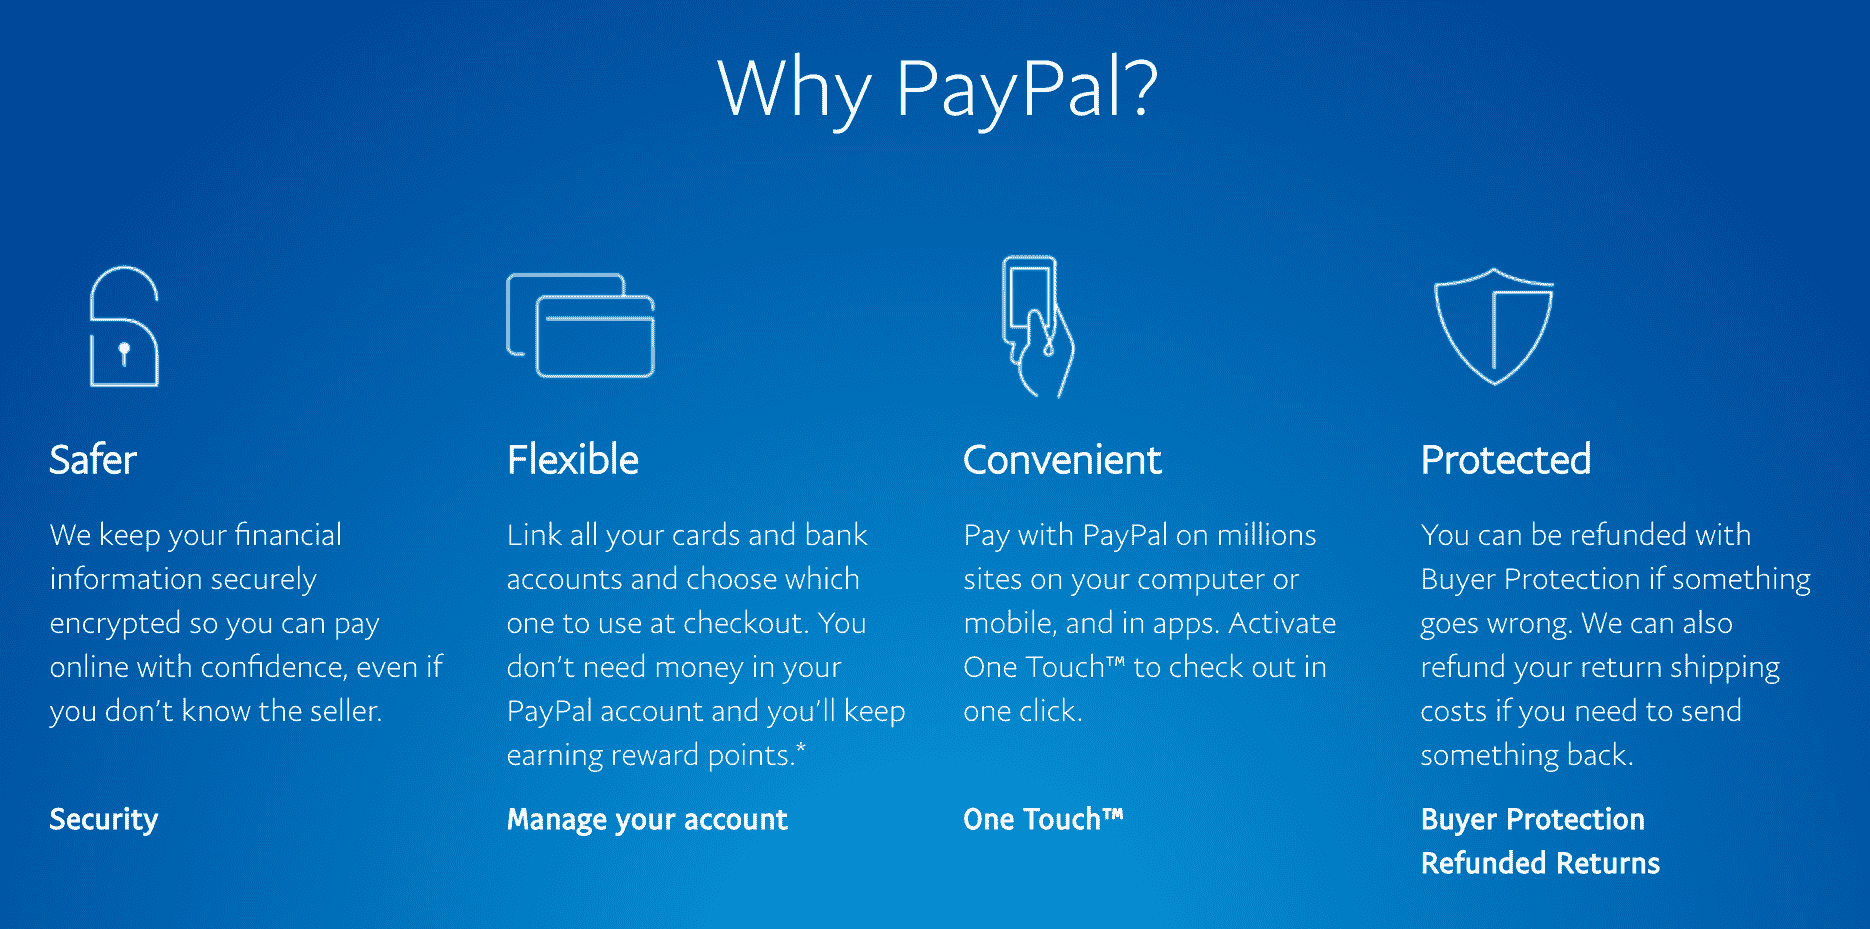 Why PayPal?
Safer
We keep your financial
information securely
encrypted so you can pay
online with confidence, even if
you don’t know the seller.
Security
Flexible
Link all your cards and bank
accounts and choose which
one to use at checkout. You
don’t need money in your
PayPal account and you’ll keep
earning reward points.*
Manage your account
Convenient
Pay with PayPal on millions
sites on your computer or
mobile, and in apps. Activate
One Touch™ to check out in
one click.
One Touch™
Protected
You can be refunded with
Buyer Protection if something
goes wrong. We can also
refund your return shipping
costs if you need to send
something back.
Buyer Protection
Refunded Returns